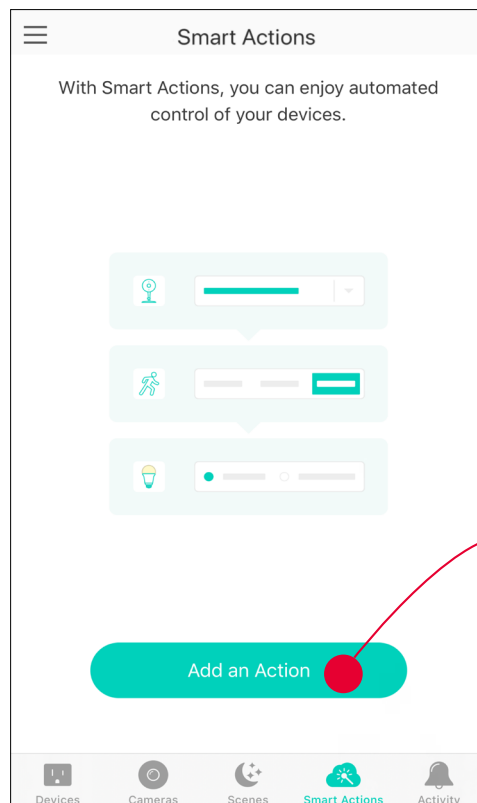 Smart Actions
With Smart Actions, you can enjoy automated
control of your devices.
Add an Action
Devices
Cameras
Scenes
Smart Actions
Activity